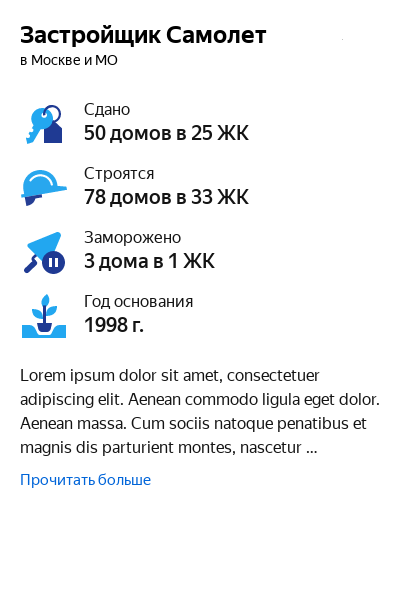 Застройщик Самолет
в Москве и МО
Сдано
50 домов в 25 ЖК
Строятся
78 домов в 33 ЖК
Заморожено
3 дома в 1 ЖК
Год основания
1998 г.
Lorem ipsum dolor sit amet, consectetuer
adipiscing elit. Aenean commodo ligula eget dolor.
Aenean massa. Cum sociis natoque penatibus et
magnis dis parturient montes, nascetur ...
Прочитать больше